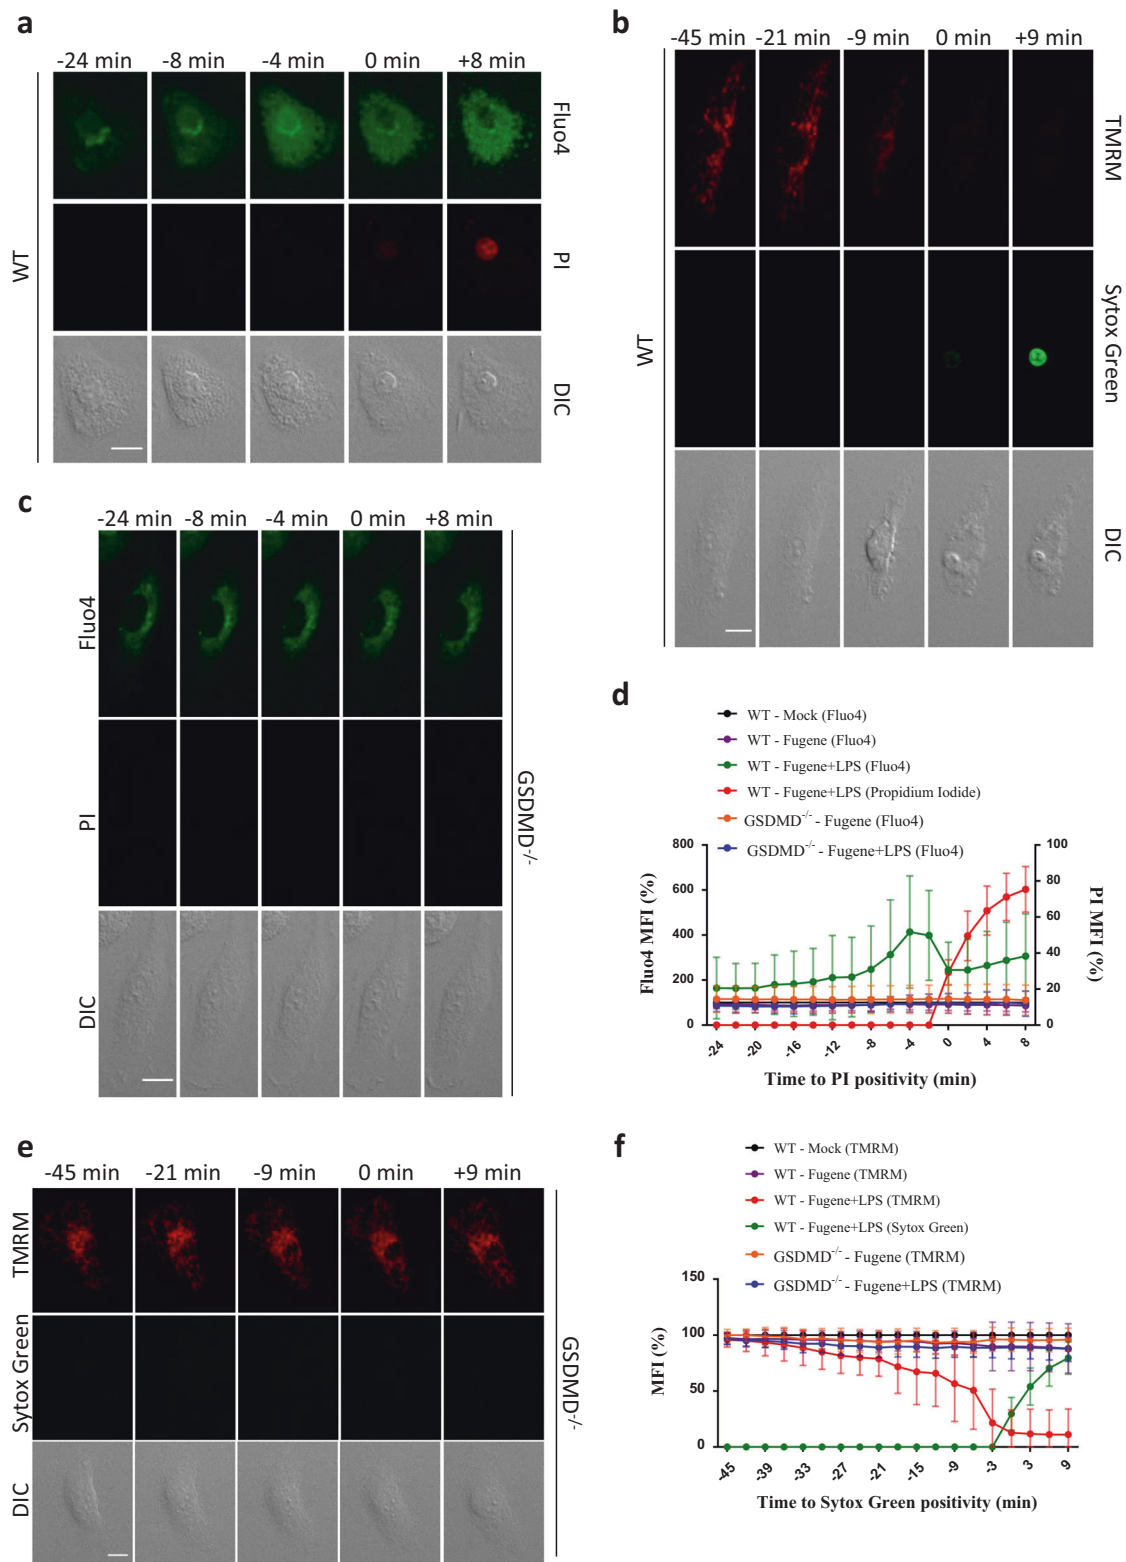 a
-24 min -8 min -4 min 0 min +8 min
WT
Fluo4
PI
DIC
b
-45 min -21 min -9 min 0 min +9 min
WT
TMRM
Sytox Green
DIC
c
-24 min -8 min -4 min 0 min +8 min
Fluo4
PI
DIC
GSDMD-/-
d
WT - Mock (Fluo4)
WT - Fugene (Fluo4)
WT - Fugene+LPS (Fluo4)
WT - Fugene+LPS (Propidium Iodide)
GSDMD-/- - Fugene (Fluo4)
GSDMD-/- - Fugene+LPS (Fluo4)
Fluo4 MFI (%)
800
600
400
200
0
100
80
60
40
20
0
PI MFI (%)
-24 -20 -16 -12 -8 -4 0 4 8
Time to PI positivity (min)
e
-45 min -21 min -9 min 0 min +9 min
TMRM
Sytox Green
DIC
GSDMD-/-
f
WT - Mock (TMRM)
WT - Fugene (TMRM)
WT - Fugene+LPS (TMRM)
WT - Fugene+LPS (Sytox Green)
GSDMD-/- - Fugene (TMRM)
GSDMD-/- - Fugene+LPS (TMRM)
MFI (%)
150
100
50
0
-45 -39 -33 -27 -21 -15 -9 -3 3 9
Time to Sytox Green positivity (min)